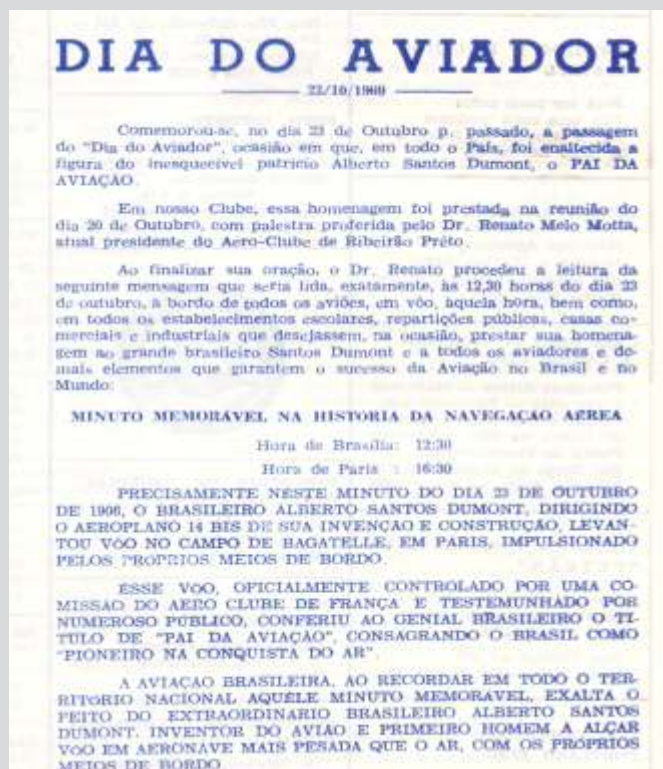 DIA DO AVIADOR
23/10/1969
Comemorou-se, no dia 23 de Outubro p. passado, a passagem
do "Dia do Aviador", ocasião em que, em todo o País, foi enaltecida a
figura do inesquecível patrício Alberto Santos Dumont, o PAI DA
AVIAÇÃO.
Em nosso Clube, essa homenagem foi prestada na reunião do
dia 20 de Outubro, com palestra proferida pelo Dr. Renato Melo Motta,
atual presidente do Aero-Clube de Ribeirão Prêto.
Ao finalizar sua oração, o Dr. Renato procedeu a leitura da
seguinte mensagem que seria lida, exatamente, às 12,30 horas do dia 23
de outubro, à bordo de todos os aviões, em vôo, àquela hora, bem como,
em todos os estabelecimentos escolares, repartições públicas, casas co-
merciais e industriais que desejassem, na ocasião, prestar sua homena-
gem ao grande brasileiro Santos Dumont e a todos os aviadores e de-
mais elementos que garantem o sucesso da Aviação no Brasil e no
Mundo:
MINUTO MEMORÁVEL NA HISTORIA DA NAVEGAÇÃO AÉREA
Hora de Brasília: 12:30
Hora de Paris : 16:30
PRECISAMENTE NESTE MINUTO DO DIA 23 DE OUTUBRO
DE 1906, O BRASILEIRO ALBERTO SANTOS DUMONT, DIRIGINDO
O AEROPLANO 14 BIS DE SUA INVENÇÃO E CONSTRUÇÃO, LEVAN-
TOU VÔO NO CAMPO DE BAGATELLE, EM PARIS, IMPULSIONADO
PELOS PRÓPRIOS MEIOS DE BORDO.
ESSE VÔO, OFICIALMENTE CONTROLADO POR UMA CO-
MISSÃO DO AERO CLUBE DE FRANÇA E TESTEMUNHADO POR
NUMEROSO PÚBLICO, CONFERIU AO GENIAL BRASILEIRO O TI-
TULO DE "PAI DA AVIAÇÃO", CONSAGRANDO O BRASIL COMO
"PIONEIRO NA CONQUISTA DO AR".
A AVIAÇÃO BRASILEIRA, AO RECORDAR EM TODO O TER-
RITORIO NACIONAL AQUÊLE MINUTO MEMORAVEL, EXALTA O
FEITO DO EXTRAORDINARIO BRASILEIRO ALBERTO SANTOS
DUMONT, INVENTOR DO AVIÃO E PRIMEIRO HOMEM A ALÇAR
VÔO EM AERONAVE MAIS PESADA QUE O AR, COM OS PRÓPRIOS
MEIOS DE BORDO.